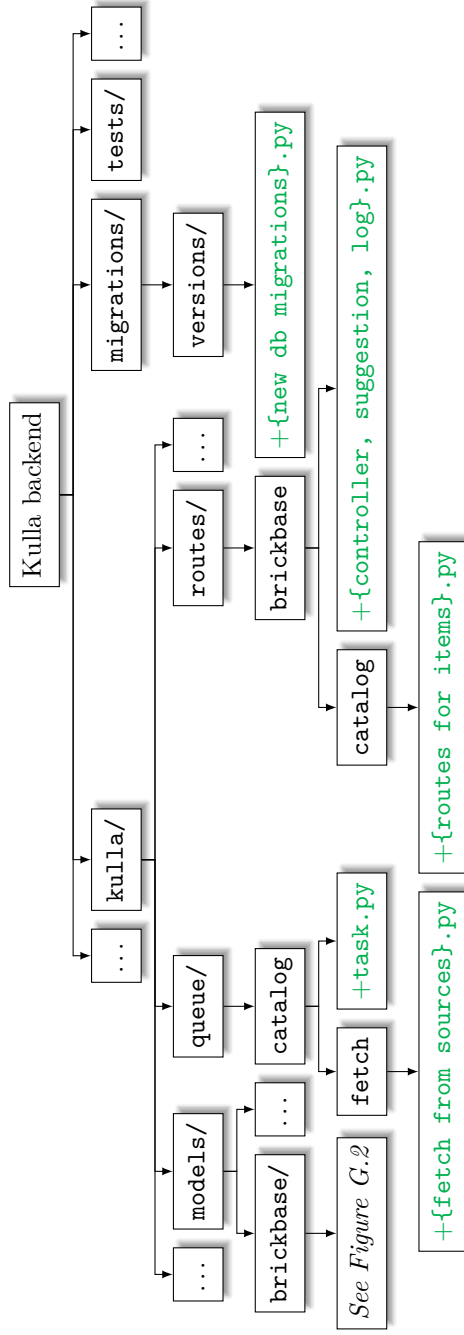 Kulla backend
...
kulla/
migrations/
tests/
...
...
models/
queue/
routes/
...
versions/
brickbase/
...
catalog
brickbase
+{new db migrations}.py
See Figure G.2
fetch
+task.py
catalog
+{controller, suggestion, log}.py
+{fetch from sources}.py
+{routes for items}.py